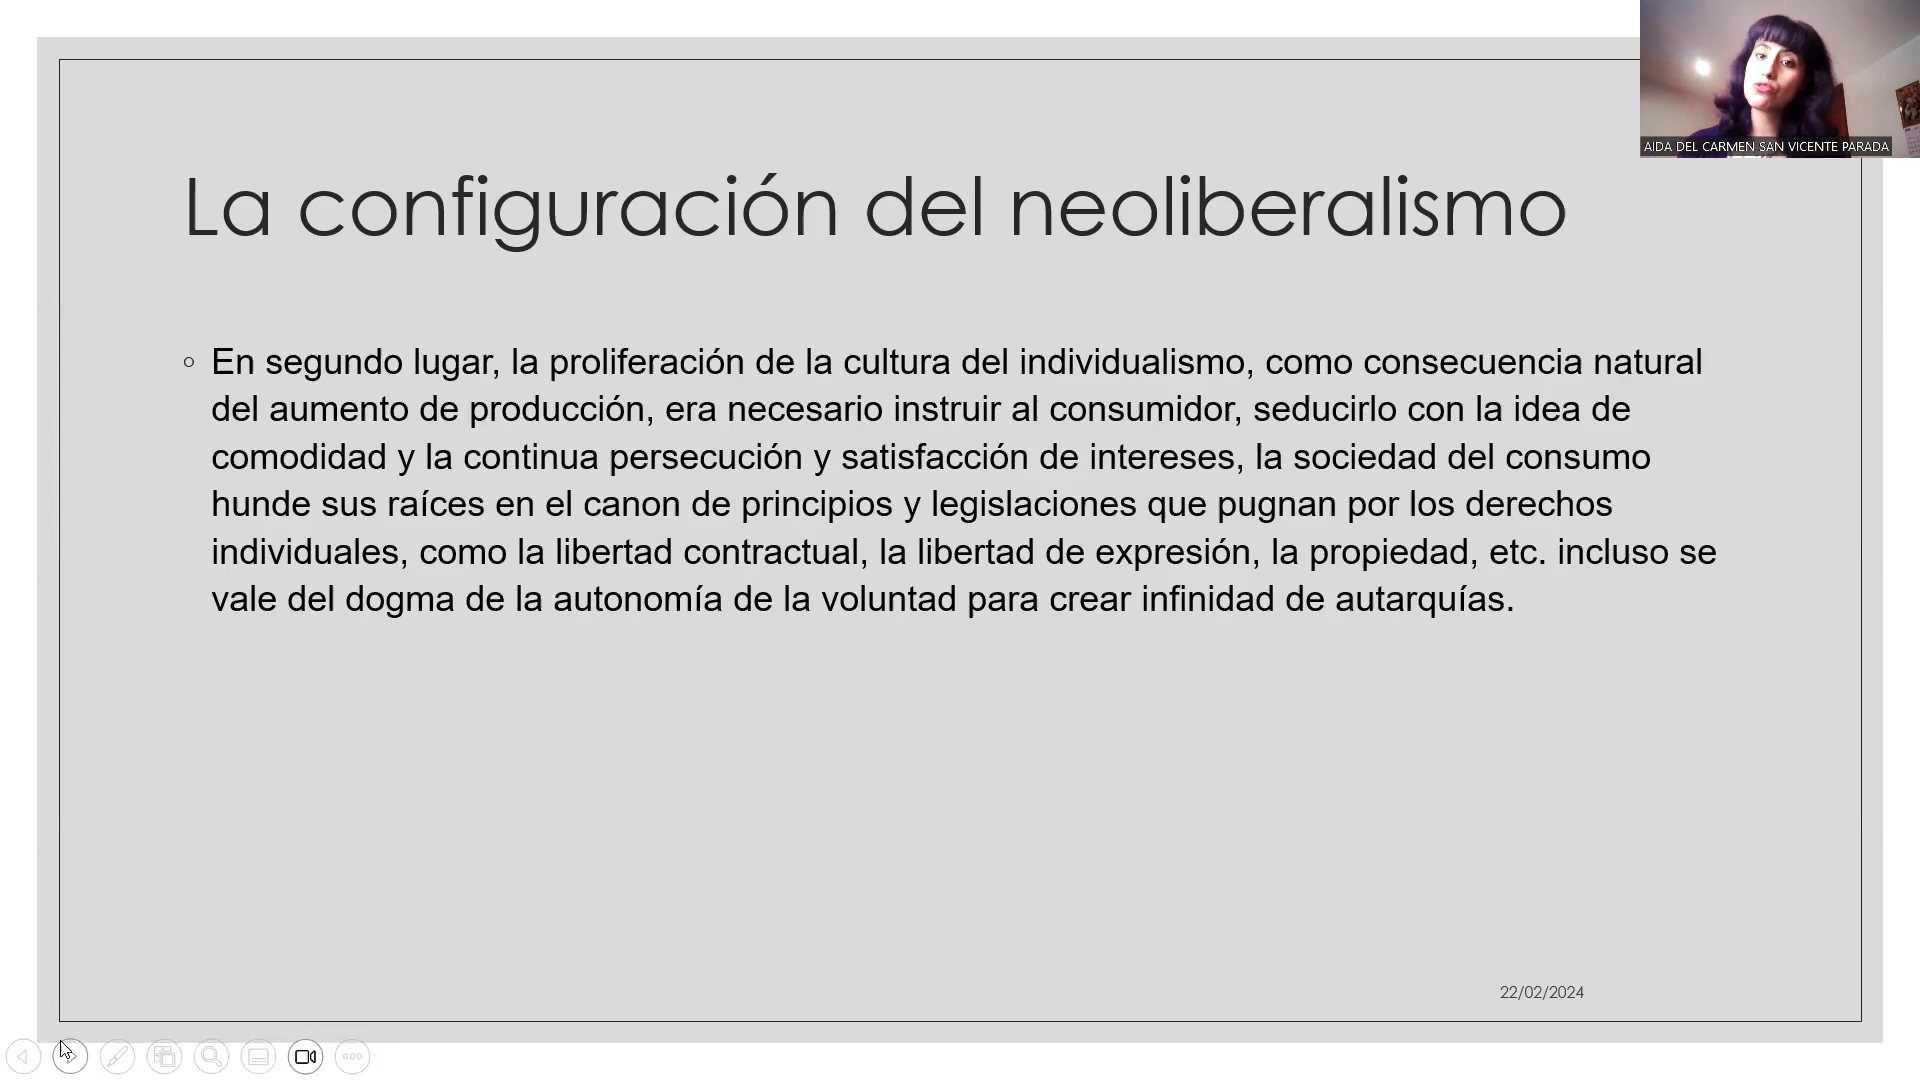 AIDA DEL CARMEN SAN VICENTE PARADA
La configuración del neoliberalismo
En segundo lugar, la proliferación de la cultura del individualismo, como consecuencia natural
del aumento de producción, era necesario instruir al consumidor, seducirlo con la idea de
comodidad y la continua persecución y satisfacción de intereses, la sociedad del consumo
hunde sus raíces en el canon de principios y legislaciones que pugnan por los derechos
individuales, como la libertad contractual, la libertad de expresión, la propiedad, etc. incluso se
vale del dogma de la autonomía de la voluntad para crear infinidad de autarquías.
22/02/2024